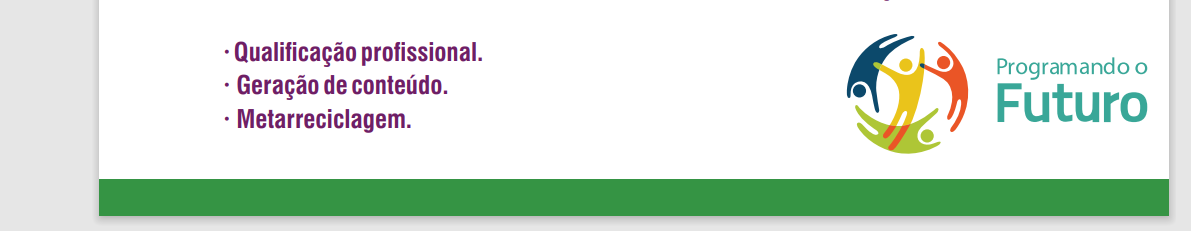 · Qualificação profissional.
· Geração de conteúdo.
· Metarreciclagem.
Programando o
Futuro